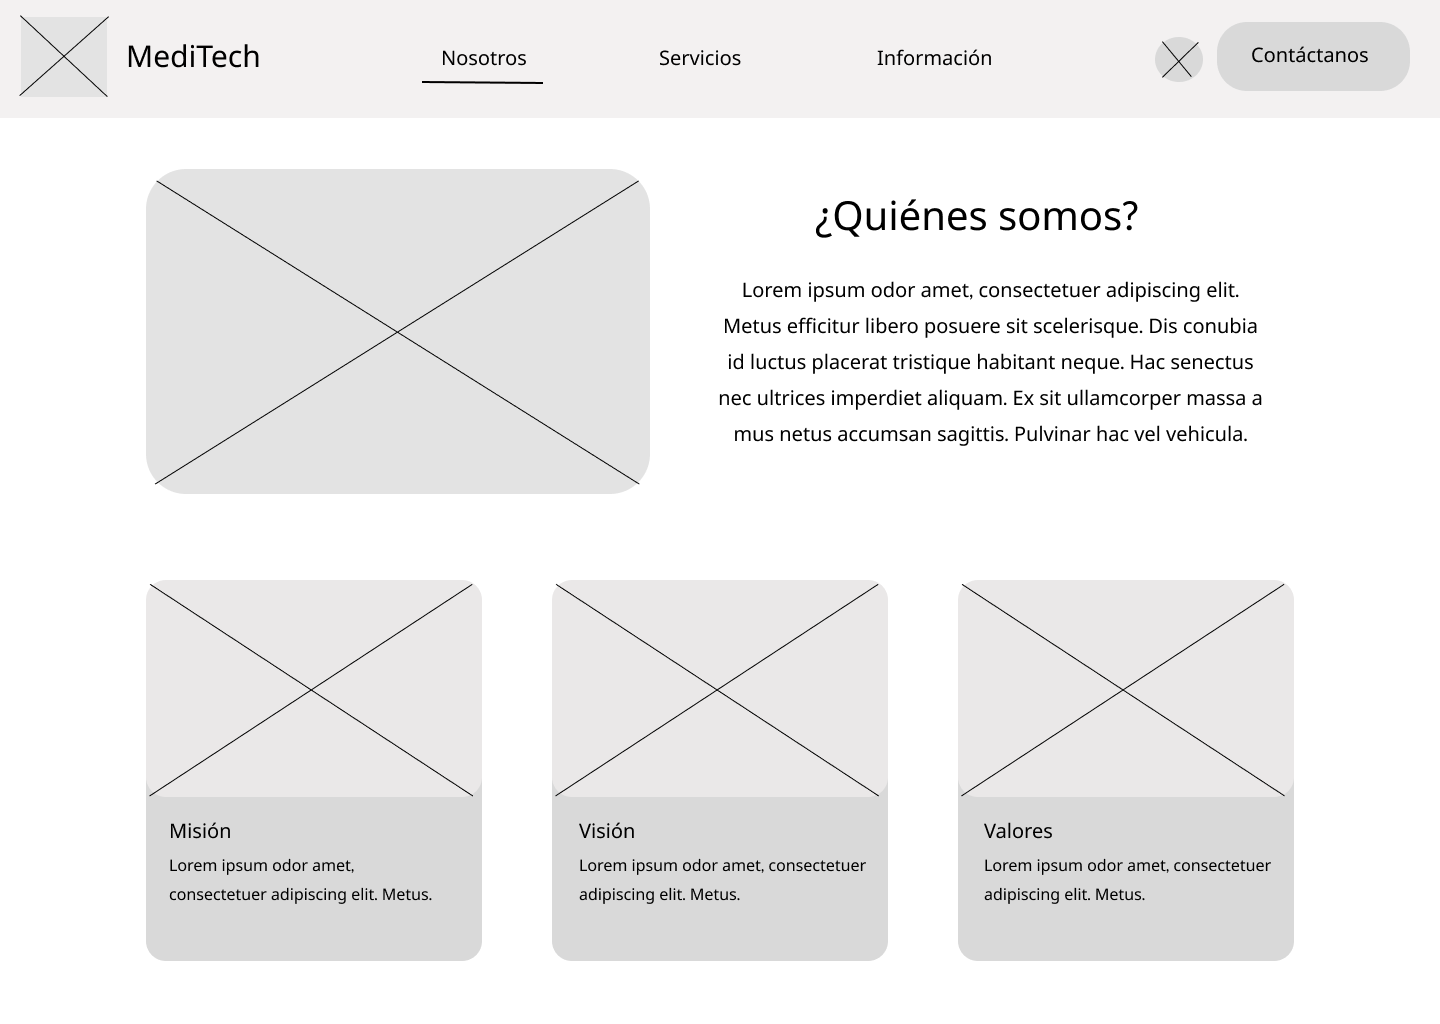 MediTech
Nosotros
Servicios
Información
Contáctanos
¿Quiénes somos?
Lorem ipsum odor amet, consectetuer adipiscing elit.
Metus efficitur libero posuere sit scelerisque. Dis conubia
id luctus placerat tristique habitant neque. Hac senectus
nec ultrices imperdiet aliquam. Ex sit ullamcorper massa a
mus netus accumsan sagittis. Pulvinar hac vel vehicula.
Misión
Lorem ipsum odor amet,
consectetuer adipiscing elit. Metus.
Visión
Lorem ipsum odor amet, consectetuer
adipiscing elit. Metus.
Valores
Lorem ipsum odor amet, consectetuer
adipiscing elit. Metus.